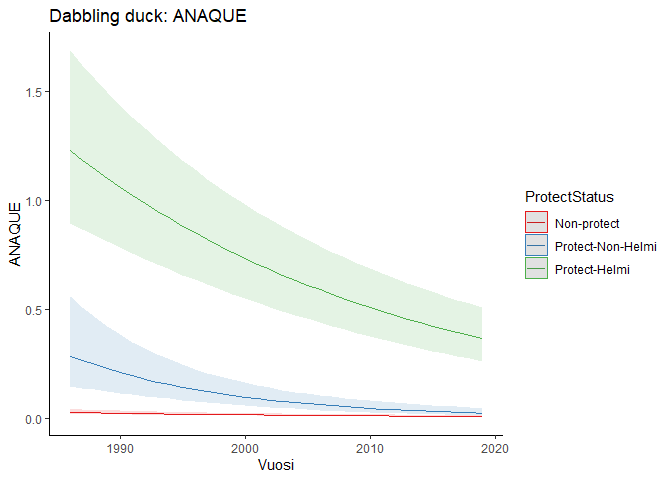 Dabbling duck: ANAQUE
1.5
1.0
0.5
0.0
ANAQUE
1990
2000
2010
2020
Vuosi
ProtectStatus
Non-protect
Protect-Non-Helmi
Protect-Helmi